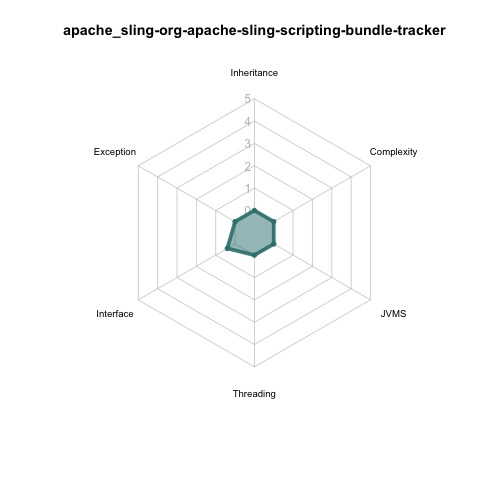 apache_sling-org-apache-sling-scripting-bundle-tracker
Inheritance
5
Exception
4
Complexity
3
2
1
0
Interface
JVMS
Threading